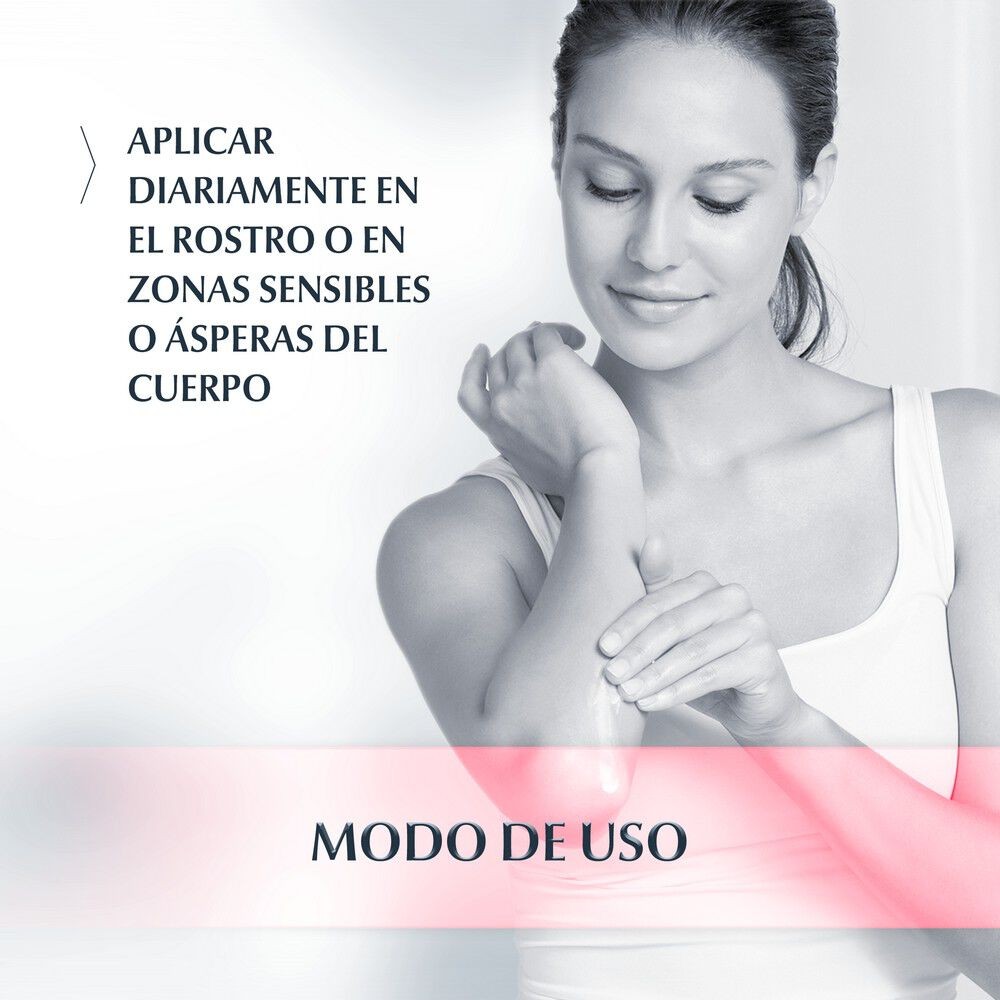 APLICAR
DIARIAMENTE EN
EL ROSTRO O EN
ZONAS SENSIBLES
O ÁSPERAS DEL
CUERPO
MODO DE USO